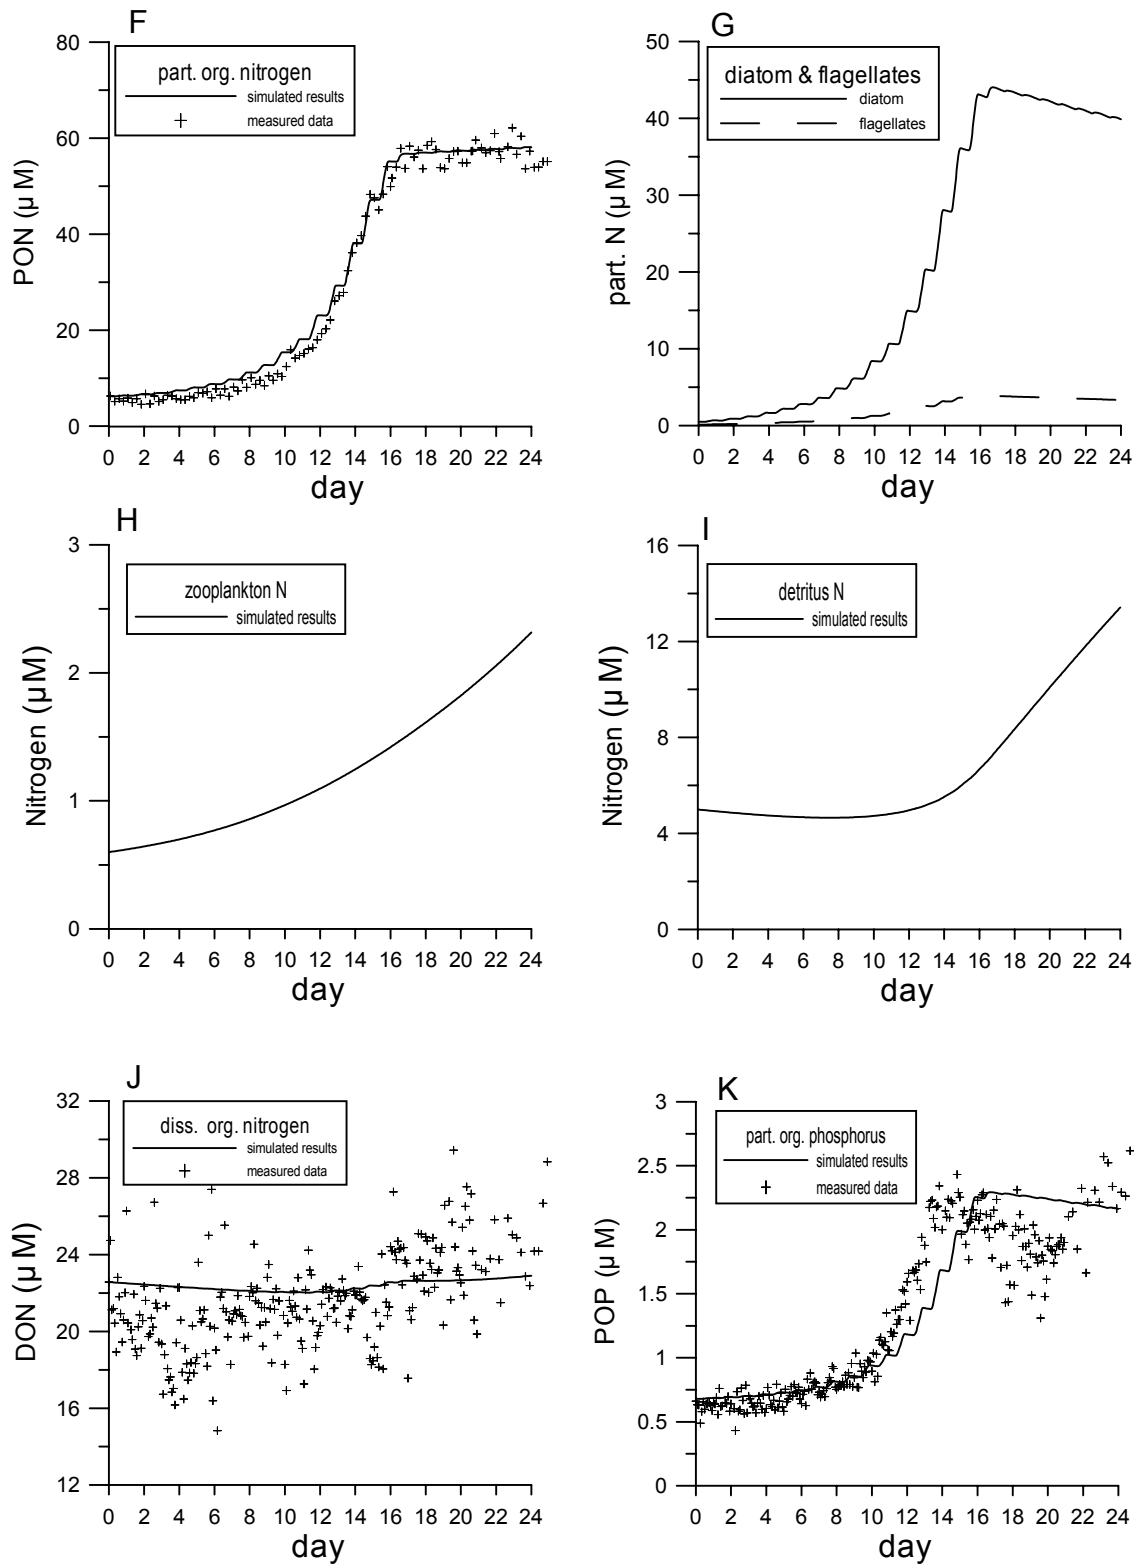 F
part. org. nitrogen
simulated results
measured data
80
60
40
20
0
PON (µ M)
0 2 4 6 8 10 12 14 16 18 20 22 24
day
G
diatom & flagellates
diatom
flagellates
50
40
30
20
10
0
part. N (µ M)
0 2 4 6 8 10 12 14 16 18 20 22 24
day
H
zooplankton N
simulated results
3
2
1
0
Nitrogen (µ M)
0 2 4 6 8 10 12 14 16 18 20 22 24
day
I
detritus N
simulated results
16
12
8
4
0
Nitrogen (µ M)
0 2 4 6 8 10 12 14 16 18 20 22 24
day
J
diss. org. nitrogen
simulated results
measured data
32
28
24
20
16
12
DON (µ M)
0 2 4 6 8 10 12 14 16 18 20 22 24
day
K
part. org. phosphorus
simulated results
measured data
3
2.5
2
1.5
1
0.5
0
POP (µ M)
0 2 4 6 8 10 12 14 16 18 20 22 24
day